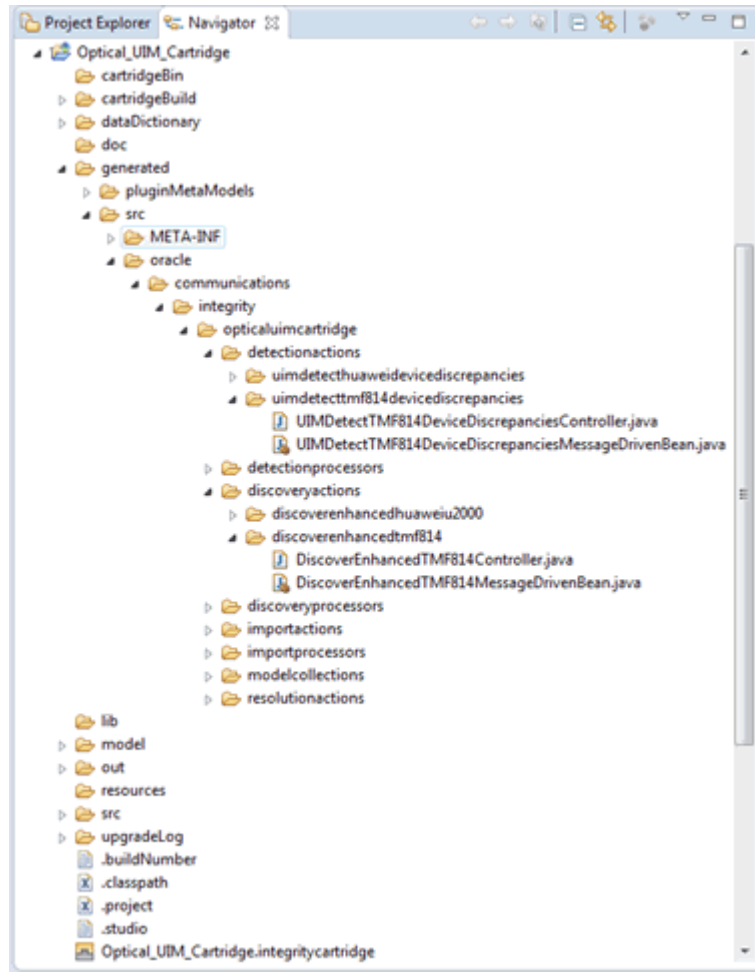 Project Explorer Navigator
Optical_UIM_Cartridge
cartridgeBin
cartridgeBuild
dataDictionary
doc
generated
pluginMetaModels
src
META-INF
oracle
communications
integrity
opticaluimcartridge
detectionactions
uimdetecthuaweidevicediscrepancies
uimdetecttmf814devicediscrepancies
UIMDetectTMF814DeviceDiscrepanciesController.java
UIMDetectTMF814DeviceDiscrepanciesMessageDrivenBean.java
detectionprocessors
discoveryactions
discoverenhancedhuaweiu2000
discoverenhancedtmf814
DiscoverEnhancedTMF814Controller.java
DiscoverEnhancedTMF814MessageDrivenBean.java
discoveryprocessors
importactions
importprocessors
modelcollections
resolutionactions
lib
model
out
resources
src
upgradeLog
.buildNumber
.classpath
.project
.studio
Optical_UIM_Cartridge.integritycartridge